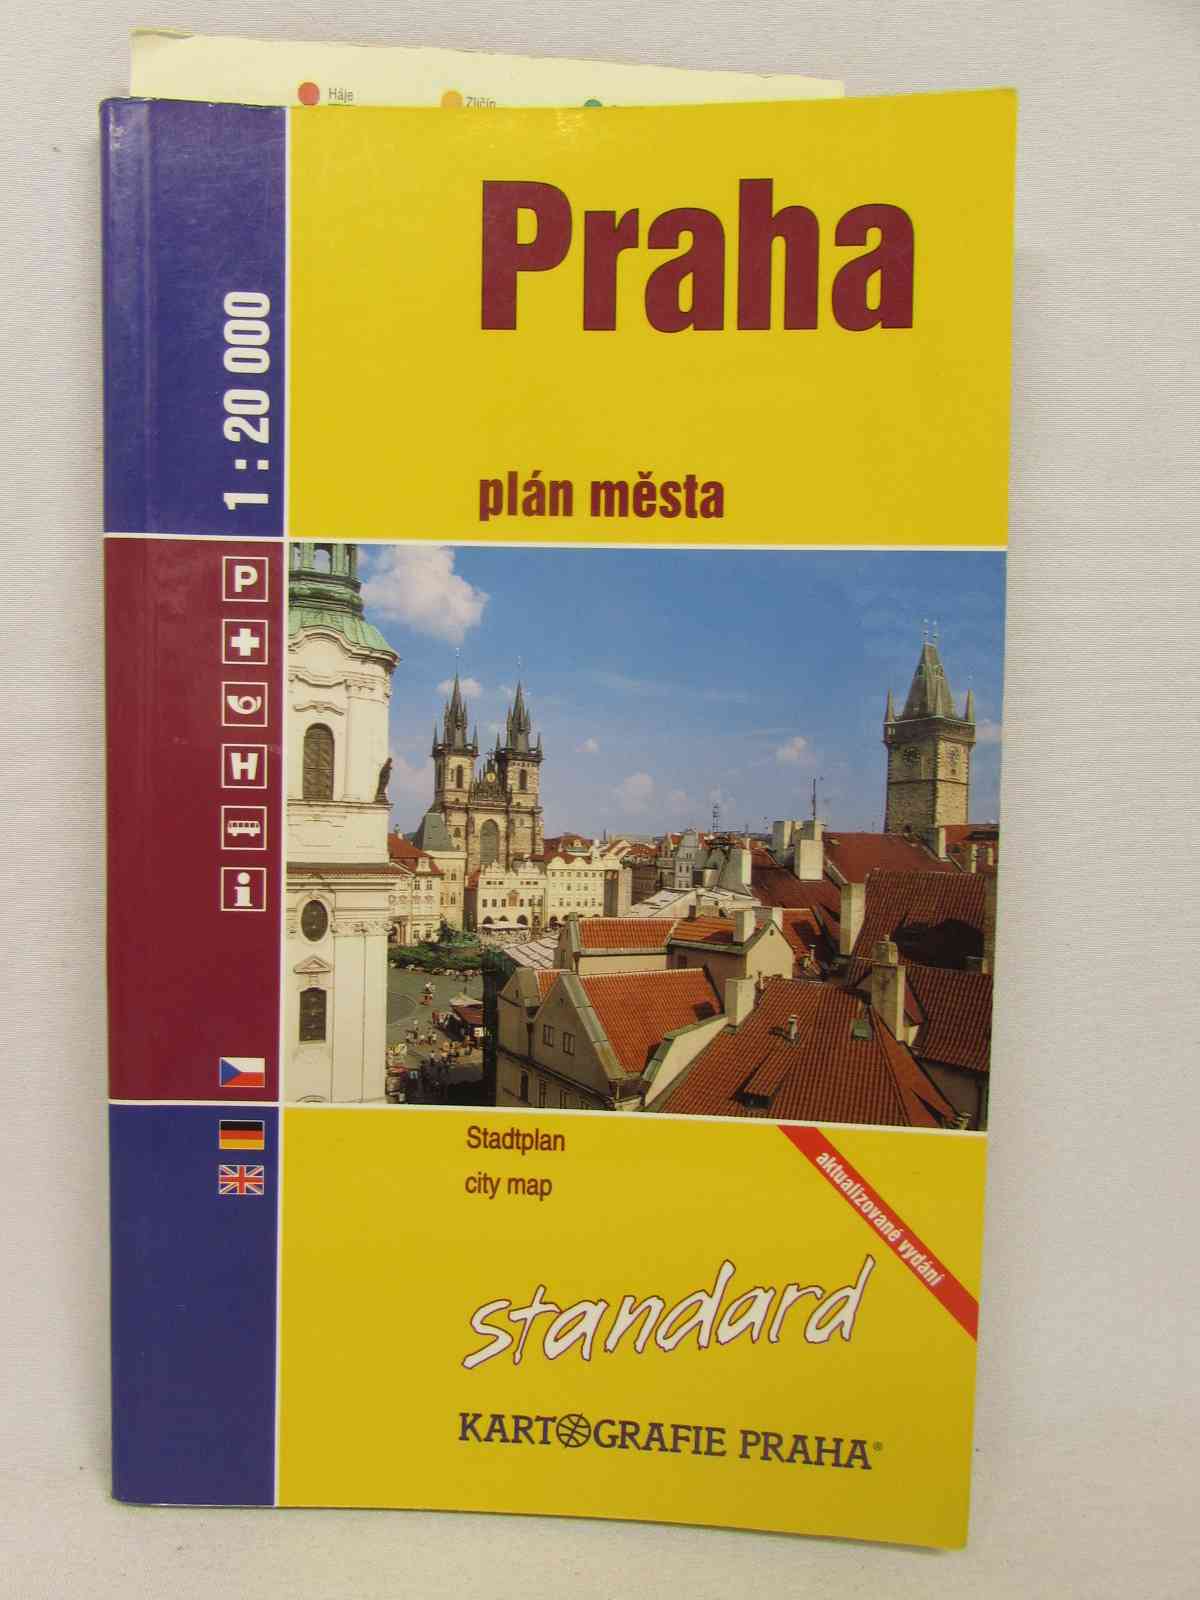 Háje
Zličín
Praha
1 : 20 000
plán města
P
H
i
Stadtplan
city map
aktualizované vydání
standard
KARTOGRAFIE PRAHA®